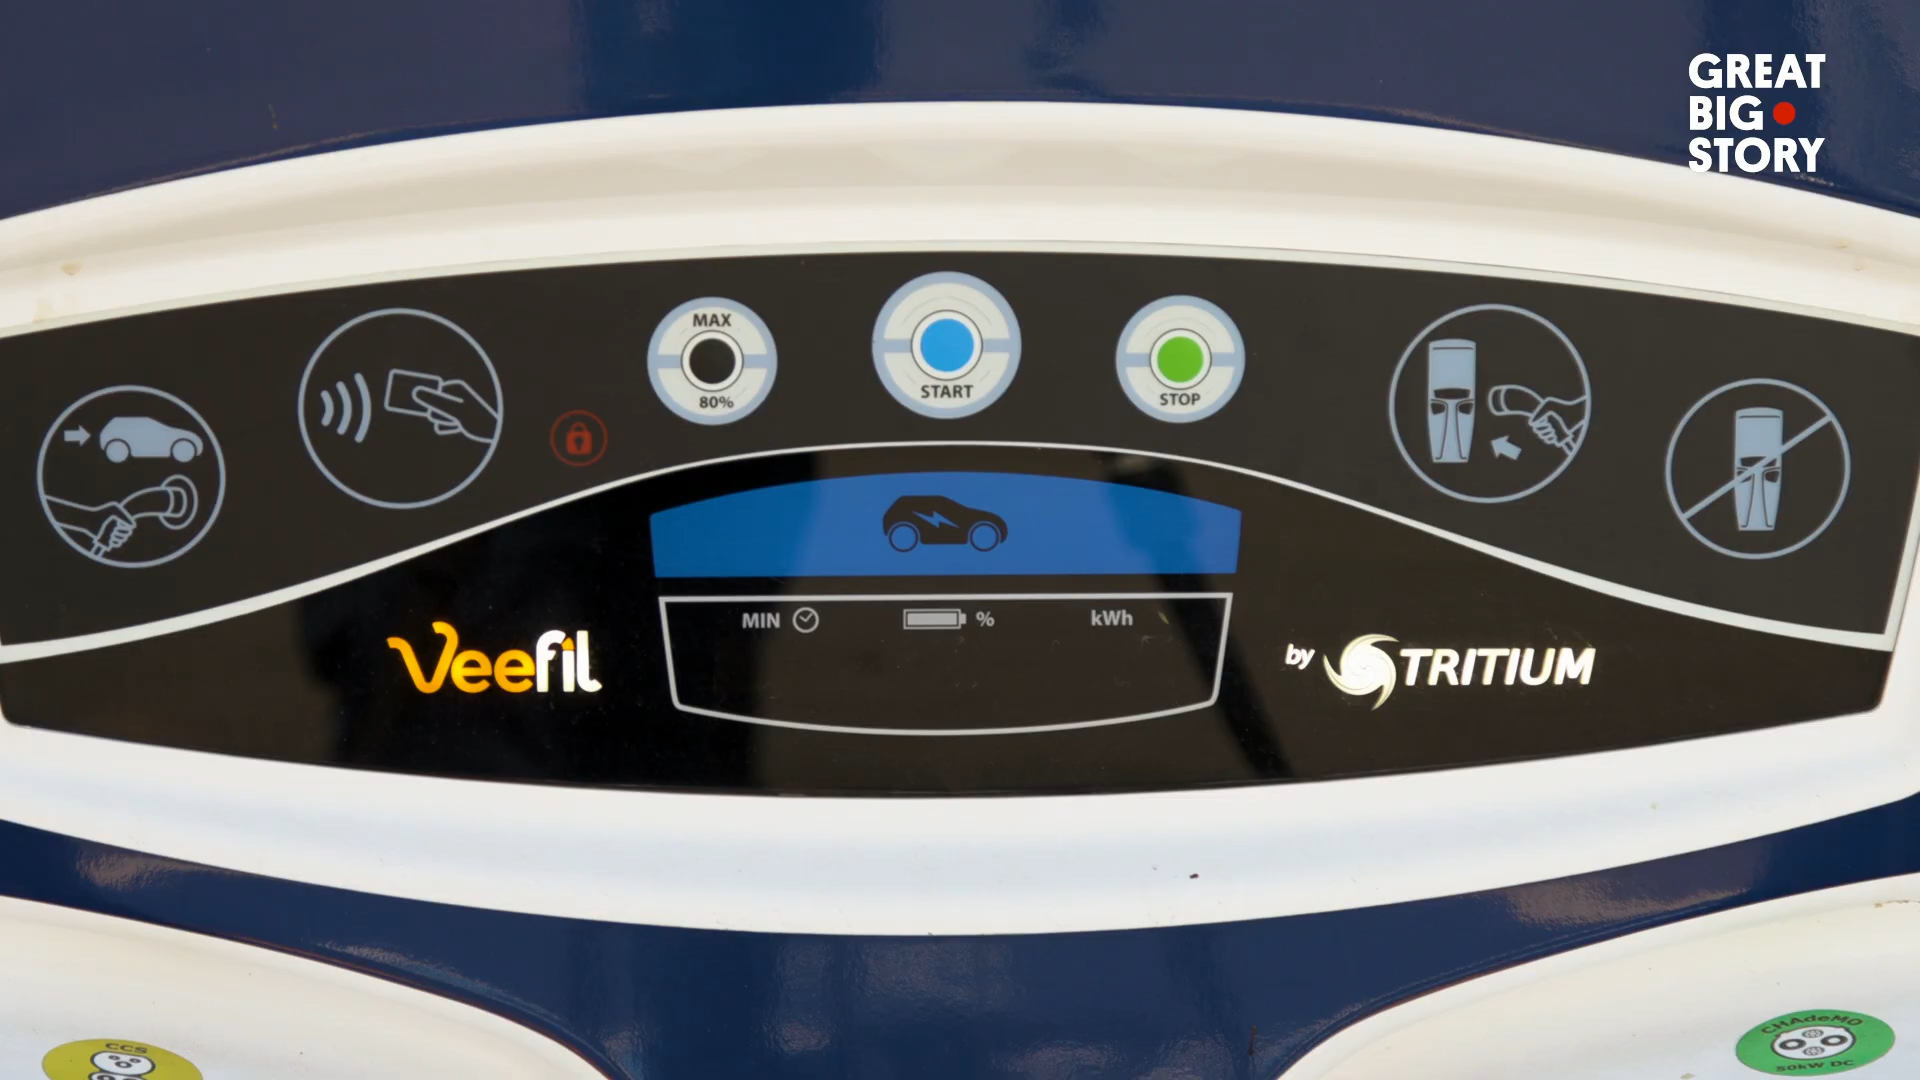 GREAT
BIG
STORY
MAX
80%
START
STOP
MIN % kWh
Veefil
by TRITIUM
CCS
CHAdeMO
50kW DC